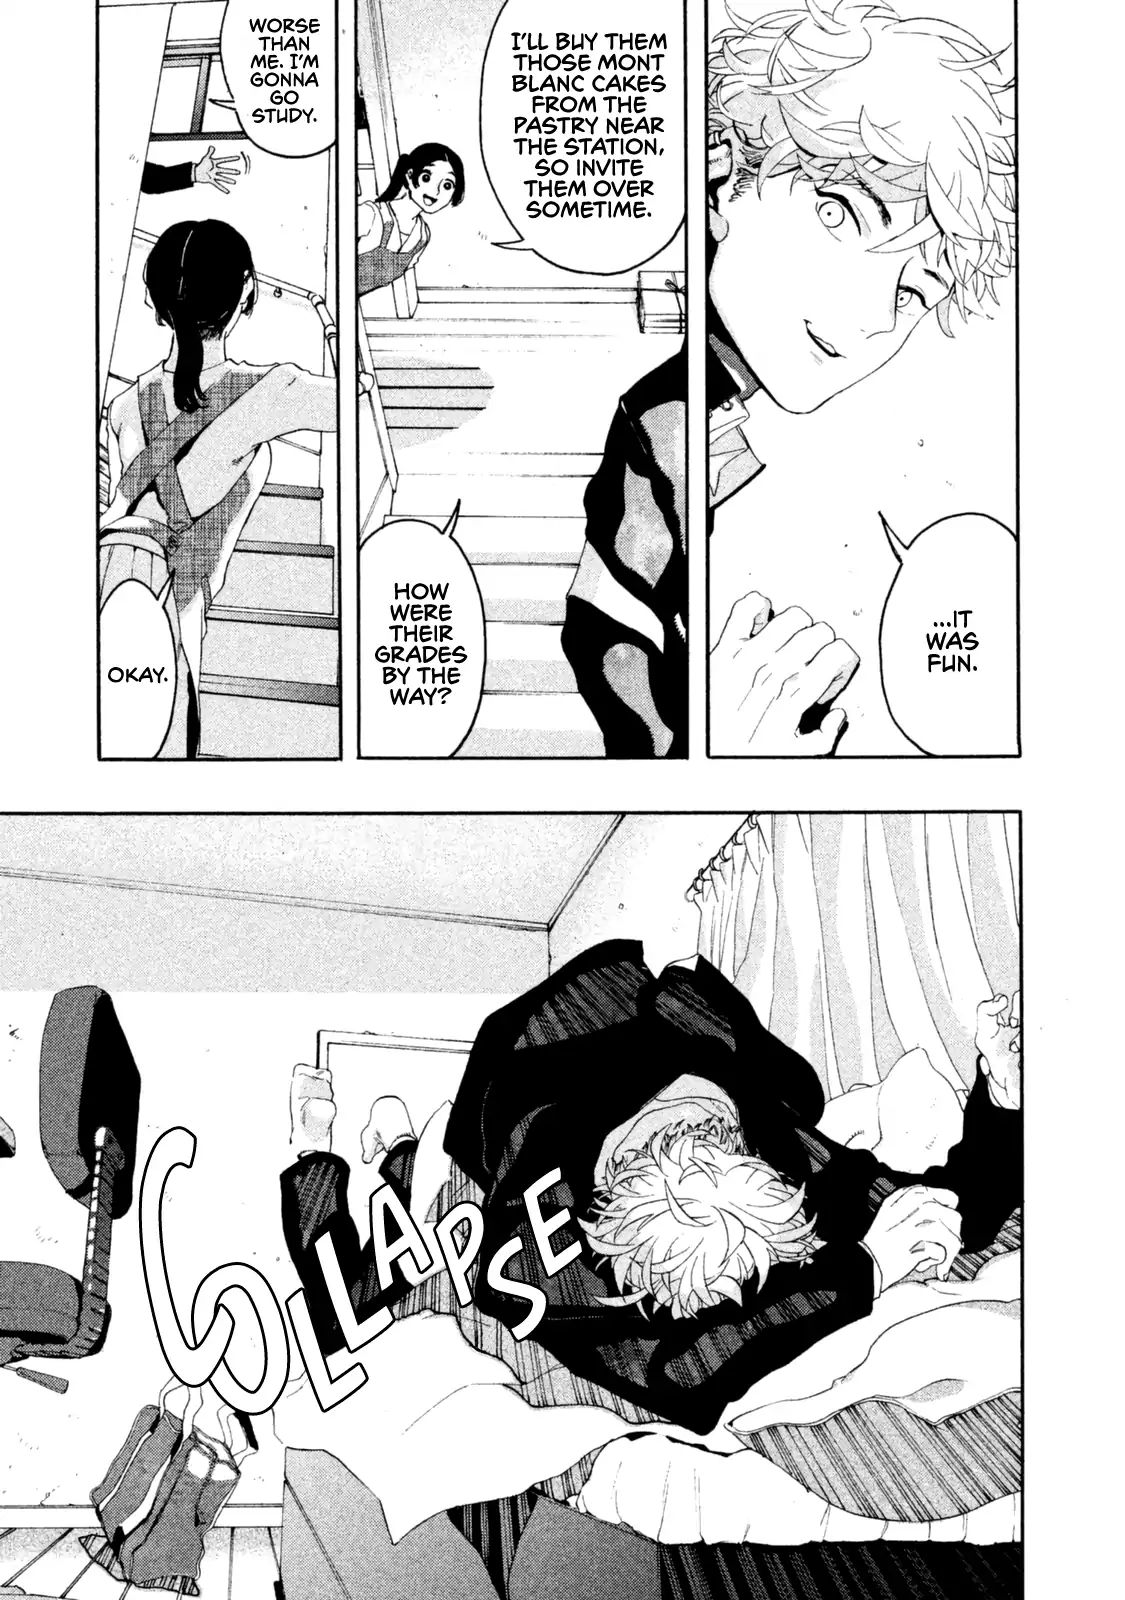 ...IT
WAS
FUN.
I'LL BUY THEM
THOSE MONT
BLANC CAKES
FROM THE
PASTRY NEAR
THE STATION,
SO INVITE
THEM OVER
SOMETIME.
HOW
WERE
THEIR
GRADES
BY THE
WAY?
WORSE
THAN
ME. I'M
GONNA
GO
STUDY.
OKAY.
COLLAPSE